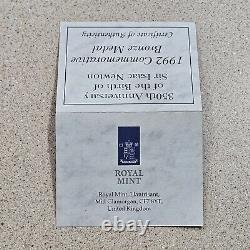 350th Anniversary
of the Birth of
Sir Isaac Newton
1992 Commemorative
Bronze Medal
Certificate of Authenticity
ROYAL
MINT
Royal Mint, Llantrisant,
Mid Glamorgan, CF7 8YT,
United Kingdom